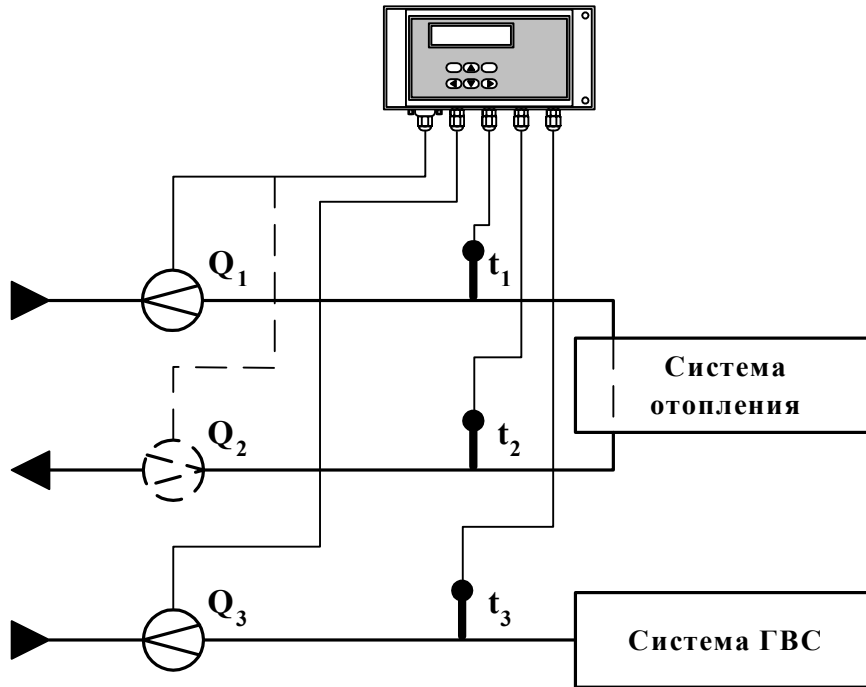 Q1
t1
Система
отопления
Q2
t2
Q3
t3
Система ГВС